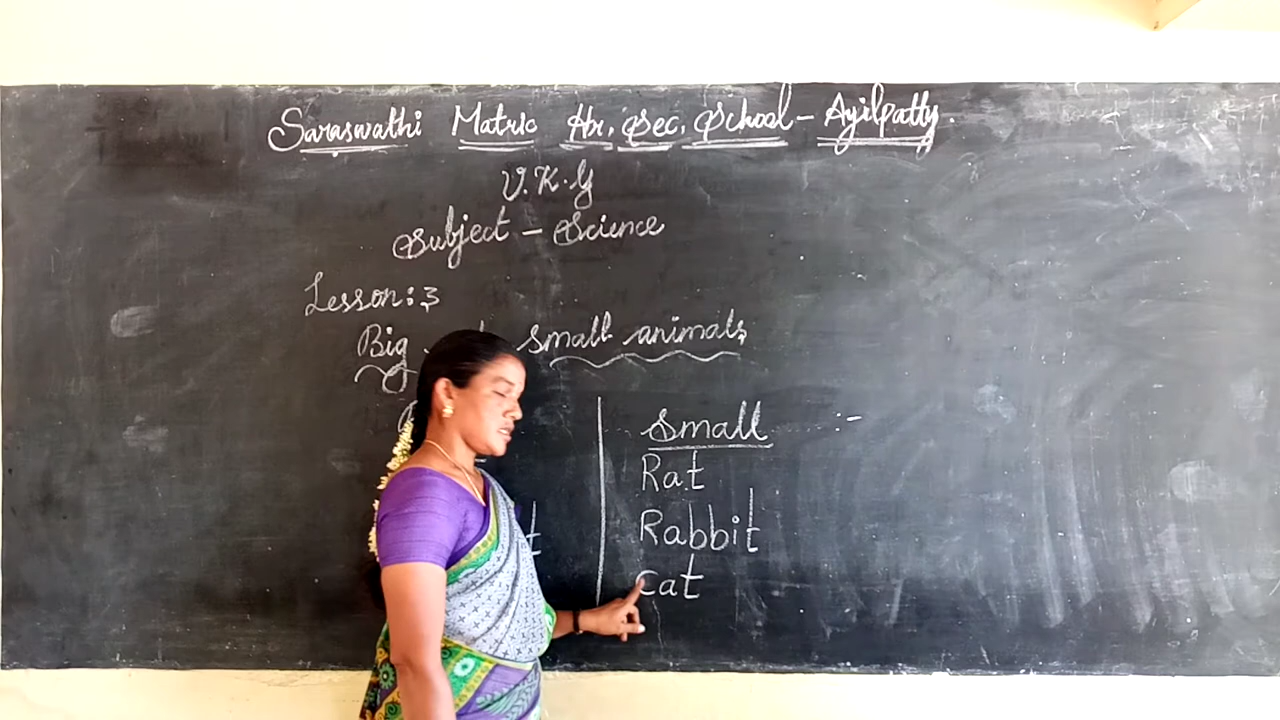 Saraswathi Matric Hr. Sec. School - Ayilpatty.
U.K.G
Subject - Science
Lesson: 3
Big small animals
Small :-
Rat
Rabbit
Cat